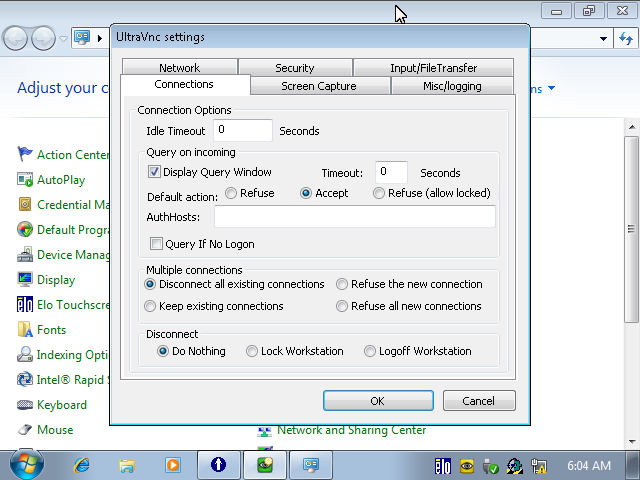 UltraVnc settings
Adjust your c
ns
Network
Security
Input/FileTransfer
Connections
Screen Capture
Misc/logging
Connection Options
Idle Timeout 0 Seconds
Query on incoming
Display Query Window
Timeout: 0 Seconds
Default action: Refuse Accept Refuse (allow locked)
AuthHosts:
Query If No Logon
Multiple connections
Disconnect all existing connections
Refuse the new connection
Keep existing connections
Refuse all new connections
Disconnect
Do Nothing
Lock Workstation
Logoff Workstation
OK
Cancel
Action Center
AutoPlay
Credential Ma
Default Progra
Device Manag
Display
Elo Touchscre
Fonts
Indexing Optio
Intel® Rapid S
Keyboard
Mouse
Network and Sharing Center
elo
6:04 AM